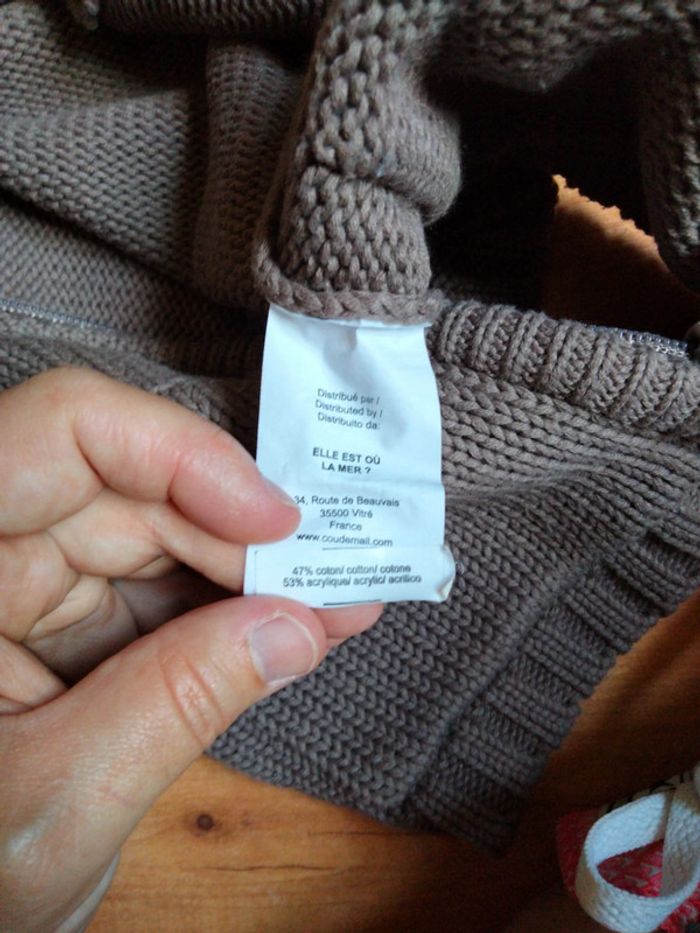 Distribué par /
Distributed by /
Distribuito da:
ELLE EST OÙ
LA MER ?
34, Route de Beauvais
35500 Vitré
France
www.coudemail.com
47% coton/ cotton/ cotone
53% acrylique/ acrylic/ acrilico